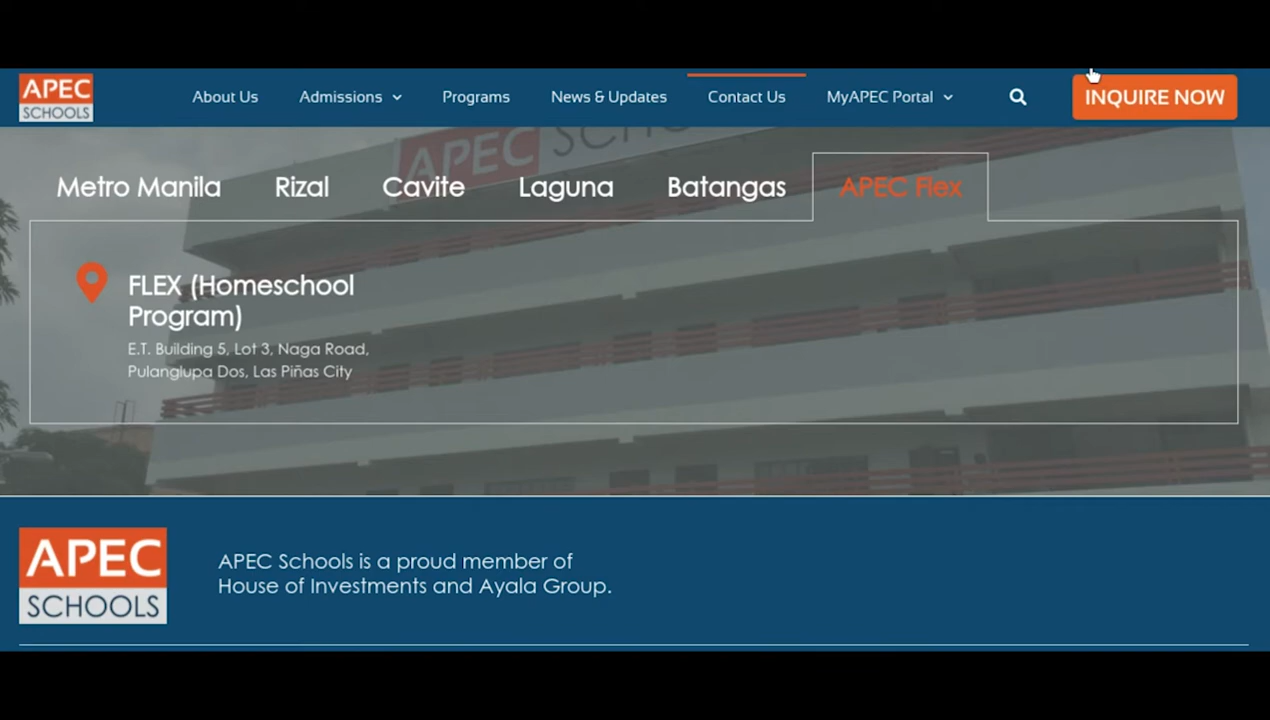 APEC
SCHOOLS
About Us Admissions Programs News & Updates Contact Us MyAPEC Portal INQUIRE NOW
APEC SCHOOLS
Metro Manila Rizal Cavite Laguna Batangas APEC Flex
FLEX (Homeschool
Program)
E.T. Building 5, Lot 3, Naga Road,
Pulanglupa Dos, Las Piñas City
APEC
SCHOOLS
APEC Schools is a proud member of
House of Investments and Ayala Group.